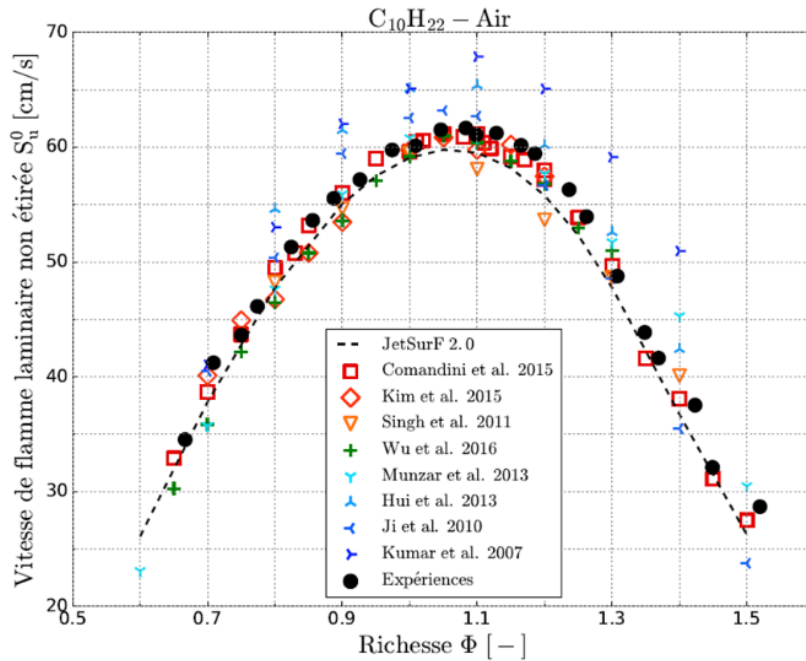 C₁₀H₂₂ − Air
Vitesse de flamme laminaire non étirée S⁰ᵤ [cm/s]
70
60
50
40
30
20
JetSurF 2.0
Comandini et al. 2015
Kim et al. 2015
Singh et al. 2011
Wu et al. 2016
Munzar et al. 2013
Hui et al. 2013
Ji et al. 2010
Kumar et al. 2007
Expériences
0.5 0.7 0.9 1.1 1.3 1.5
Richesse Φ [−]